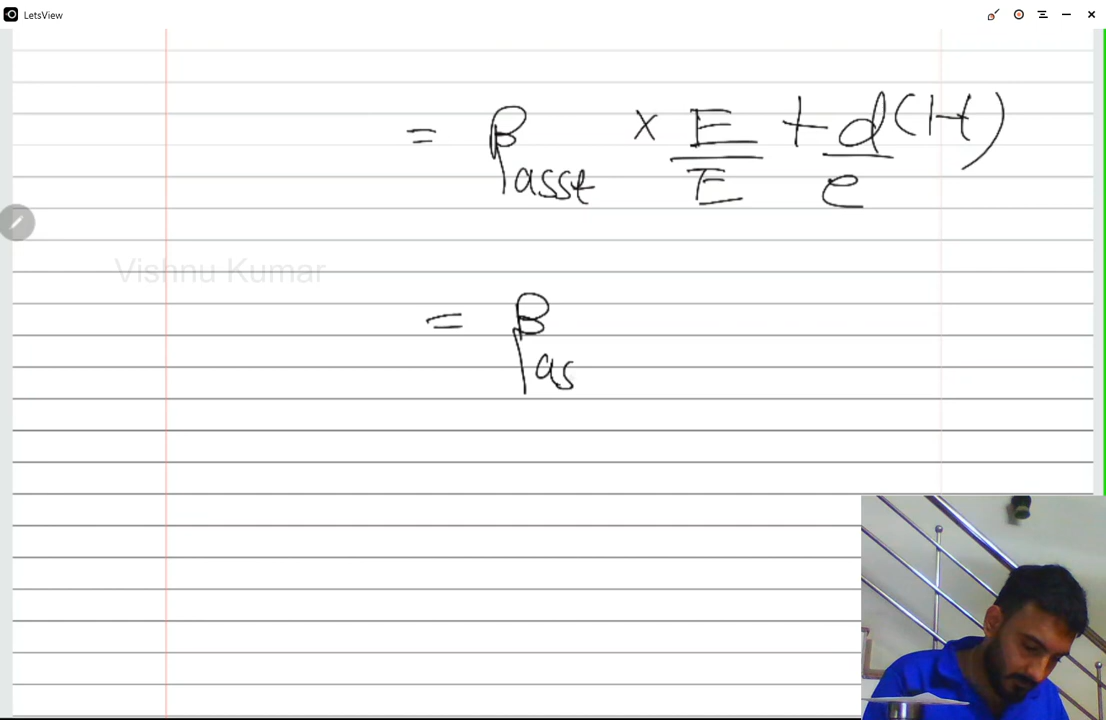 LetsView
= β asst × E/E + d(1-t)/e
Vishnu Kumar
= β as